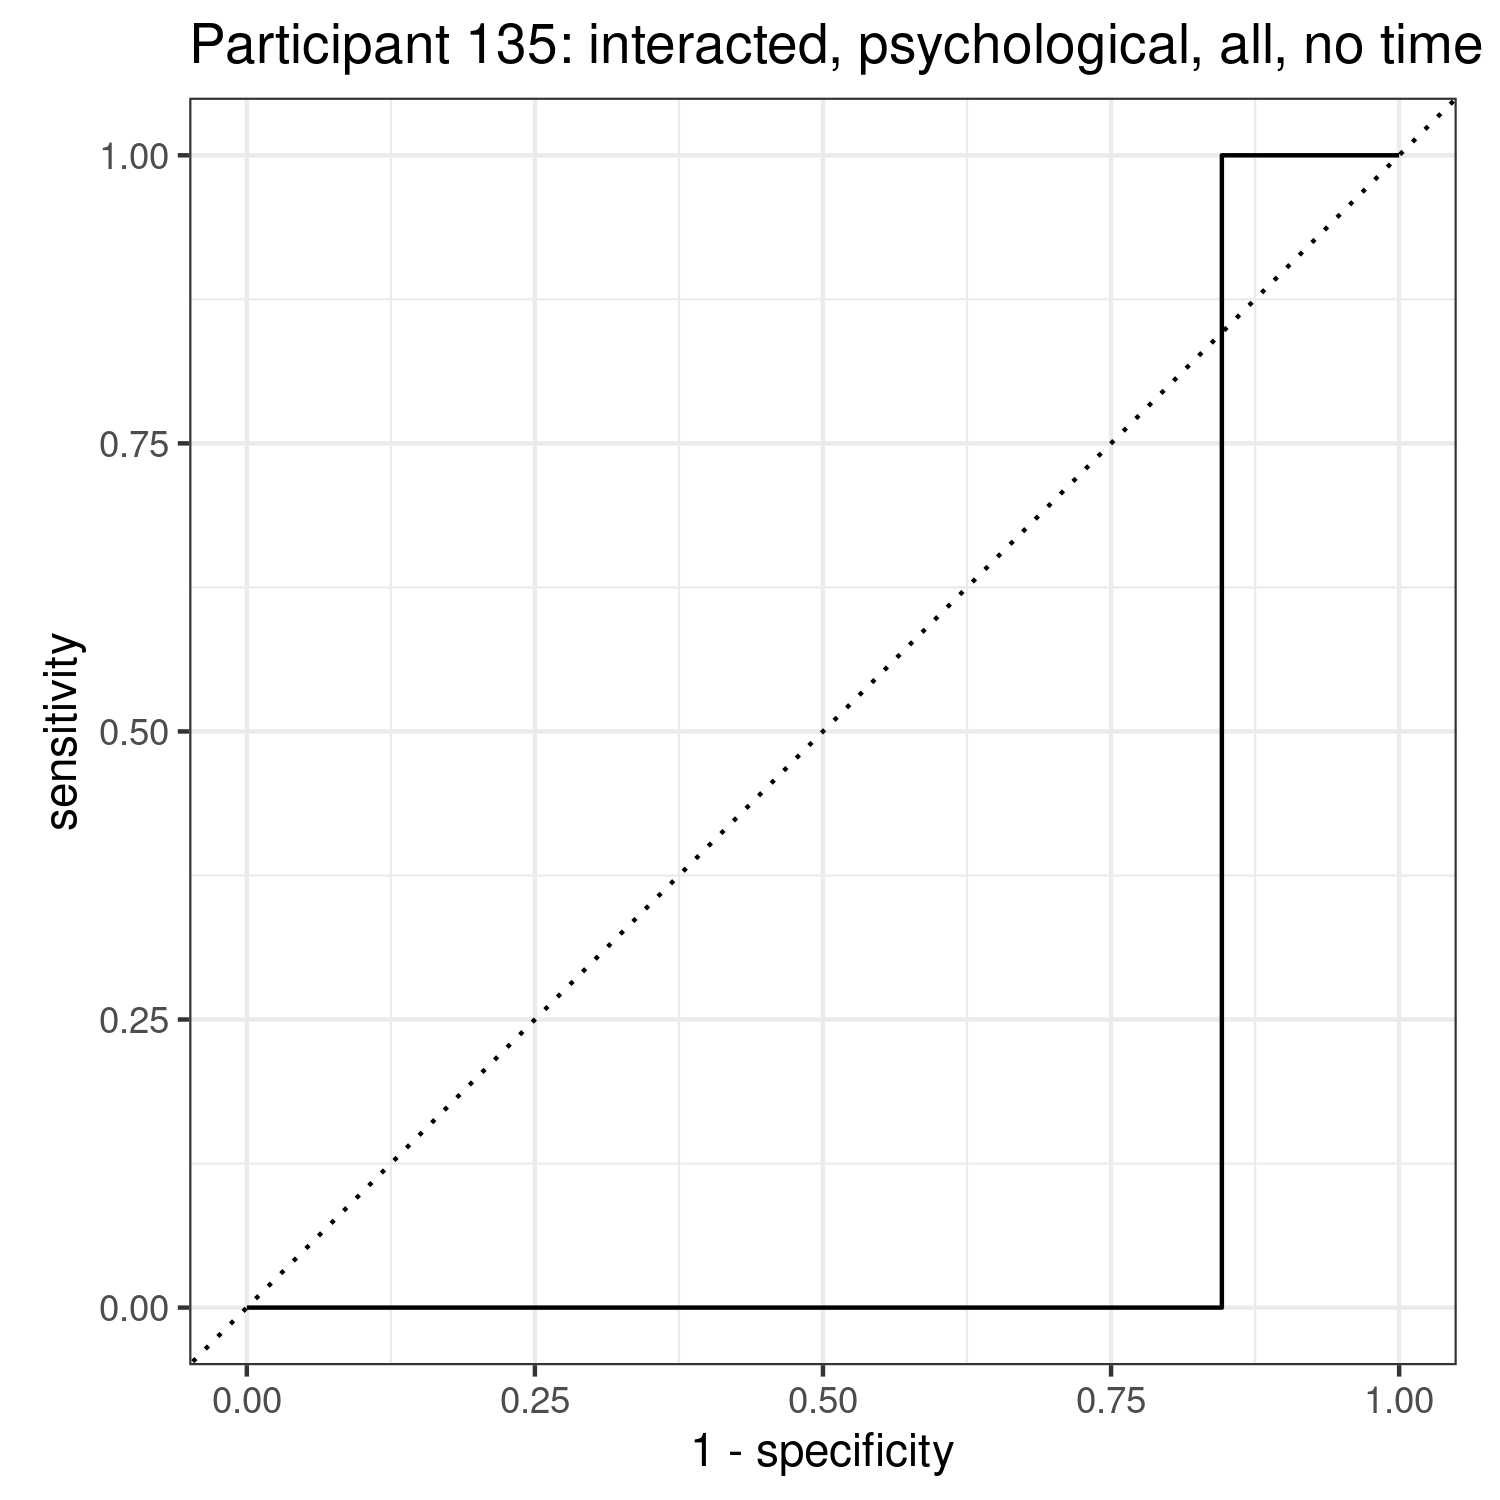 Participant 135: interacted, psychological, all, no time
1.00
0.75
0.50
0.25
0.00
sensitivity
0.00 0.25 0.50 0.75 1.00
1 - specificity